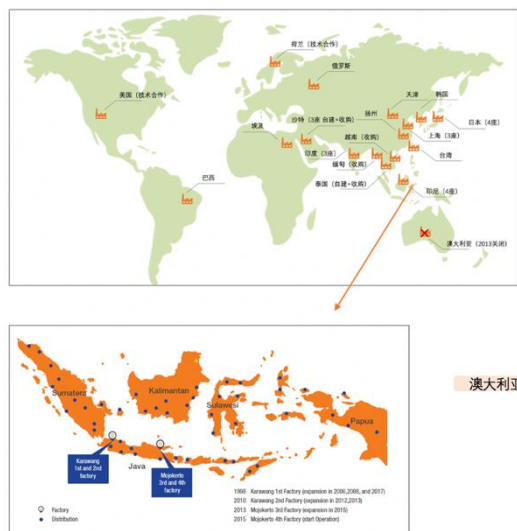 荷兰（技术合作）
俄罗斯
美国（技术合作）
天津
韩国
沙特（3座 自建+收购）
扬州
日本（4座）
埃及
上海（3座）
越南（收购）
印度（3座）
台湾
缅甸（收购）
巴西
泰国（自建+收购）
印尼（4座）
澳大利亚（2013关闭）
Sumatera
Kalimantan
Sulawesi
Papua
澳大利亚
Karawang
1st and 2nd
factory
Java
Mojokerto
3rd and 4th
factory
Factory
Distribution
1998 Karawang 1st Factory (expansion in 2006,2008, and 2017)
2010 Karawang 2nd Factory (expansion in 2012,2013)
2013 Mojokerto 3rd Factory (expansion in 2015)
2015 Mojokerto 4th Factory (start Operation)